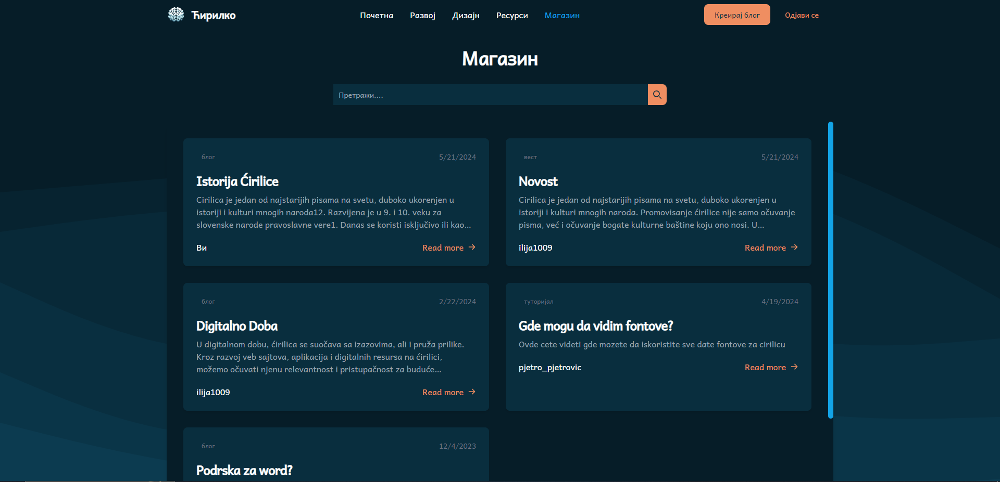 Ћирилко
Почетна Развој Дизајн Ресурси Магазин
Креирај блог Одјави се
Магазин
Претражи....
блог 5/21/2024
Istorija Ćirilice
Cirilica je jedan od najstarijih pisama na svetu, duboko ukorenjen u
istoriji i kulturi mnogih naroda12. Razvijena je u 9. i 10. veku za
slovenske narode pravoslavne vere1. Danas se koristi isključivo ili kao...
Ви Read more
вест 5/21/2024
Novost
Cirilica je jedan od najstarijih pisama na svetu, duboko ukorenjen u
istoriji i kulturi mnogih naroda. Promovisanje ćirilice nije samo očuvanje
pisma, već i očuvanje bogate kulturne baštine koju ono nosi. U...
ilija1009 Read more
блог 2/22/2024
Digitalno Doba
U digitalnom dobu, ćirilica se suočava sa izazovima, ali i pruža prilike.
Kroz razvoj veb sajtova, aplikacija i digitalnih resursa na ćirilici,
možemo očuvati njenu relevantnost i pristupačnost za buduće...
ilija1009 Read more
туторијал 4/19/2024
Gde mogu da vidim fontove?
Ovde cete videti gde mozete da iskoristite sve date fontove za cirilicu
pjetro_pjetrovic Read more
блог 12/4/2023
Podrska za word?